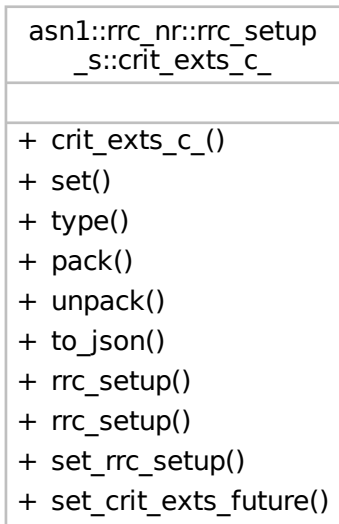 asn1::rrc_nr::rrc_setup
_s::crit_exts_c_
+ crit_exts_c_()
+ set()
+ type()
+ pack()
+ unpack()
+ to_json()
+ rrc_setup()
+ rrc_setup()
+ set_rrc_setup()
+ set_crit_exts_future()